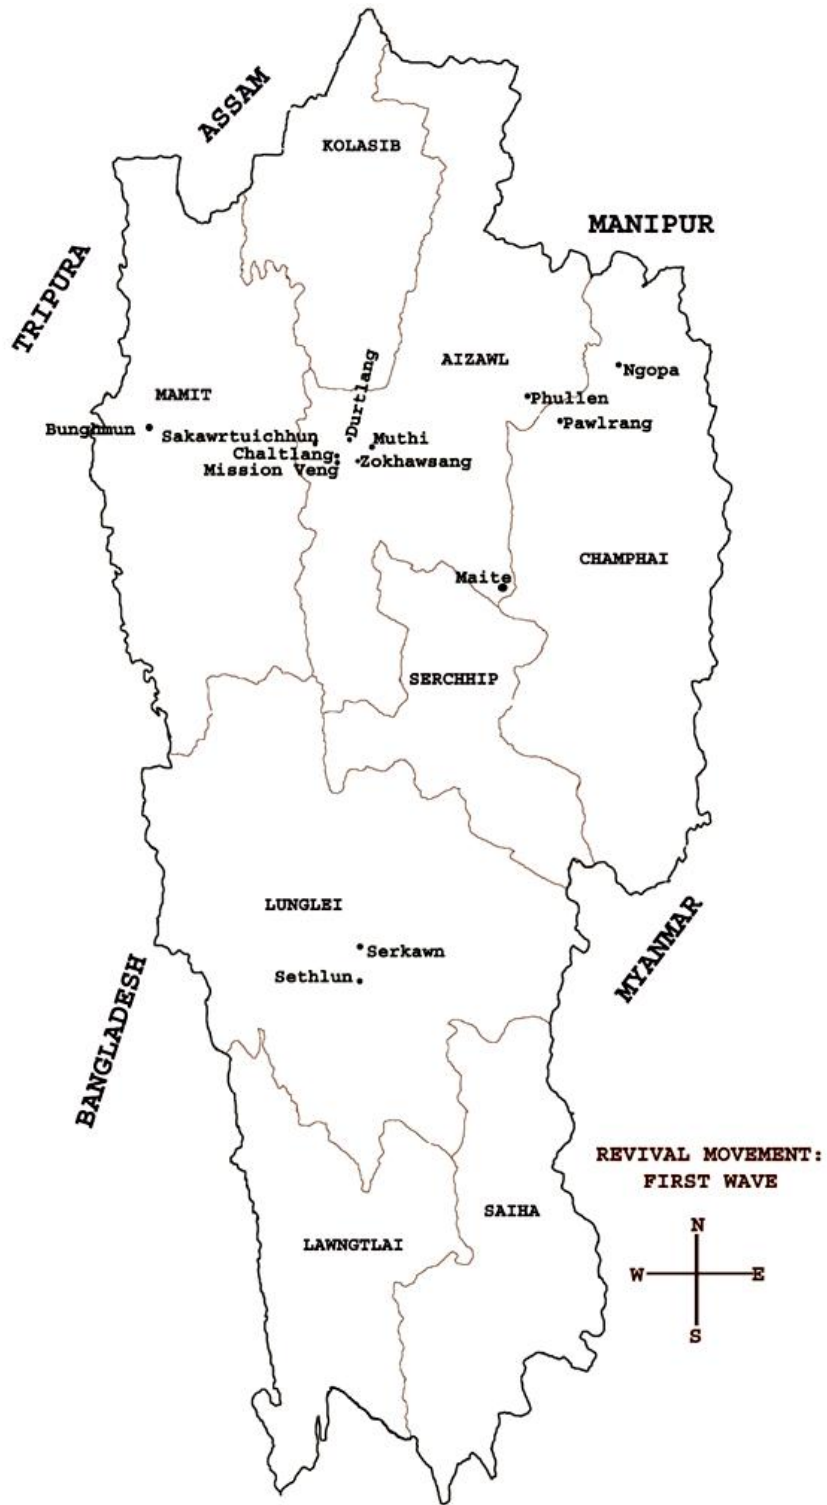 ASSAM
KOLASIB
MANIPUR
TRIPURA
AIZAWL
Ngopa
MAMIT
Durtlang
Phullen
Pawlrang
Bunghmun
Sakawrtuichhun
Muthi
Chaltlang
Zokhawsang
Mission Veng
CHAMPHAI
Maite
SERCHHIP
LUNGLEI
Serkawn
Sethlun
MYANMAR
BANGLADESH
REVIVAL MOVEMENT:
FIRST WAVE
SAIHA
LAWNGTLAI
N
W E
S